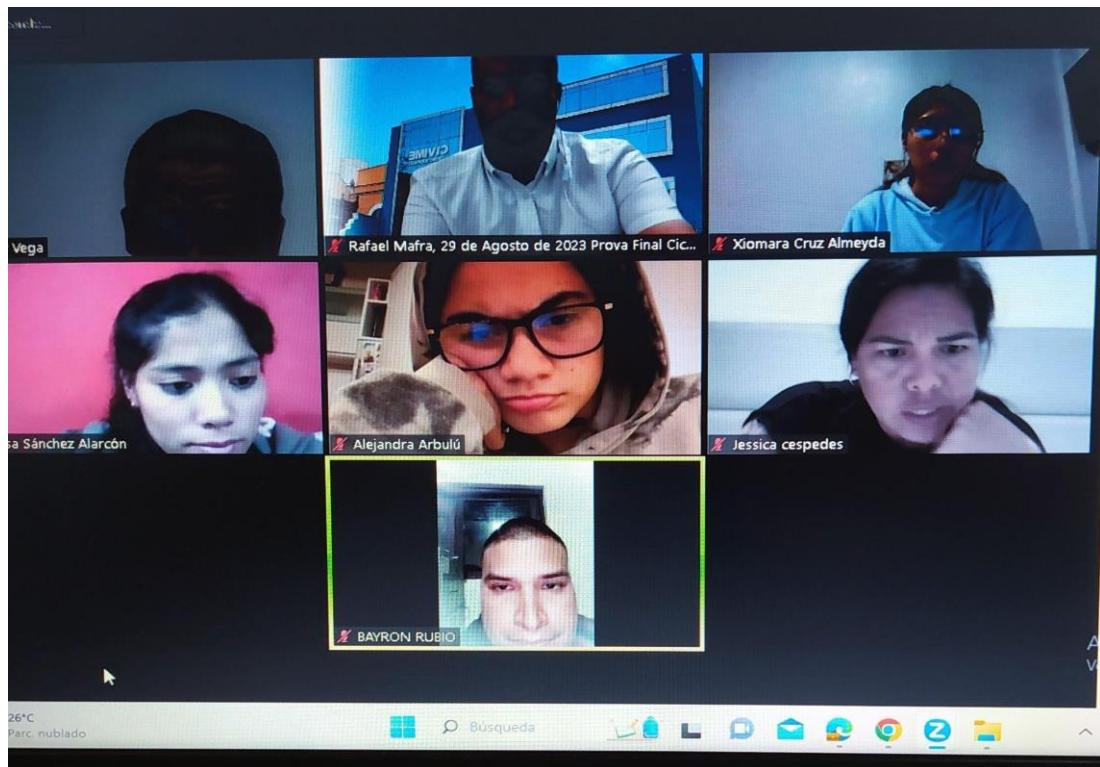 Vega
Rafael Mafra, 29 de Agosto de 2023 Prova Final Cic...
Xiomara Cruz Almeyda
CIVIME
sa Sánchez Alarcón
Alejandra Arbulú
Jessica cespedes
BAYRON RUBIO
26°C
Parc. nublado
Búsqueda